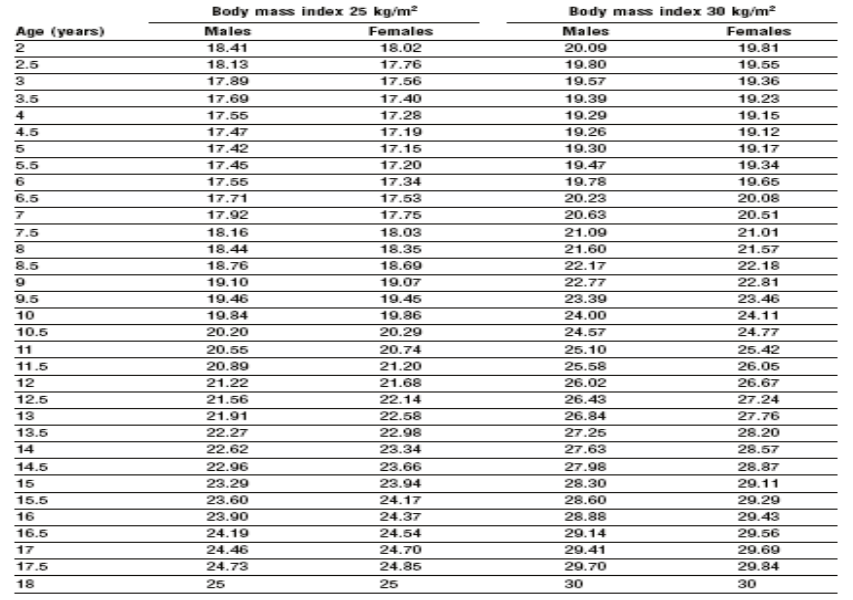 Body mass index 25 kg/m² Body mass index 30 kg/m²
Age (years) Males Females Males Females
2 18.41 18.02 20.09 19.81
2.5 18.13 17.76 19.80 19.55
3 17.89 17.56 19.57 19.36
3.5 17.69 17.40 19.39 19.23
4 17.55 17.28 19.29 19.15
4.5 17.47 17.19 19.26 19.12
5 17.42 17.15 19.30 19.17
5.5 17.45 17.20 19.47 19.34
6 17.55 17.34 19.78 19.65
6.5 17.71 17.53 20.23 20.08
7 17.92 17.75 20.63 20.51
7.5 18.16 18.03 21.09 21.01
8 18.44 18.35 21.60 21.57
8.5 18.76 18.69 22.17 22.18
9 19.10 19.07 22.77 22.81
9.5 19.46 19.45 23.39 23.46
10 19.84 19.86 24.00 24.11
10.5 20.20 20.29 24.57 24.77
11 20.55 20.74 25.10 25.42
11.5 20.89 21.20 25.58 26.05
12 21.22 21.68 26.02 26.67
12.5 21.56 22.14 26.43 27.24
13 21.91 22.58 26.84 27.76
13.5 22.27 22.98 27.25 28.20
14 22.62 23.34 27.63 28.57
14.5 22.96 23.66 27.98 28.87
15 23.29 23.94 28.30 29.11
15.5 23.60 24.17 28.60 29.29
16 23.90 24.37 28.88 29.43
16.5 24.19 24.54 29.14 29.56
17 24.46 24.70 29.41 29.69
17.5 24.73 24.85 29.70 29.84
18 25 25 30 30